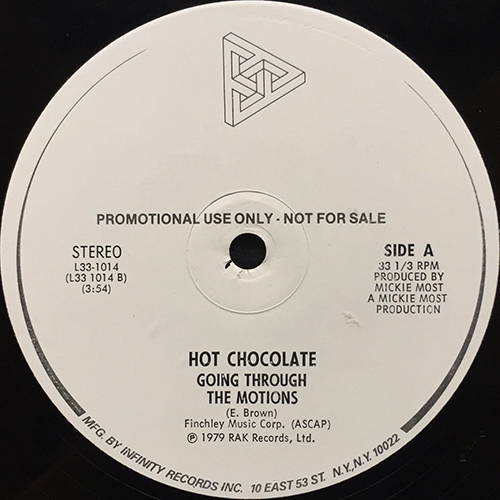 PROMOTIONAL USE ONLY - NOT FOR SALE
STEREO
L33-1014
(L33 1014 B)
(3:54)
SIDE A
33 1/3 RPM
PRODUCED BY
MICKIE MOST
A MICKIE MOST
PRODUCTION
HOT CHOCOLATE
GOING THROUGH
THE MOTIONS
(E. Brown)
Finchley Music Corp. (ASCAP)
℗ 1979 RAK Records, Ltd.
MFG. BY INFINITY RECORDS INC. 10 EAST 53 ST. N.Y., N.Y. 10022